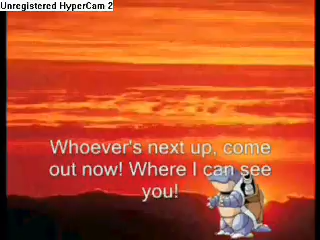 Unregistered HyperCam 2
Whoever's next up, come
out now! Where I can see
you!